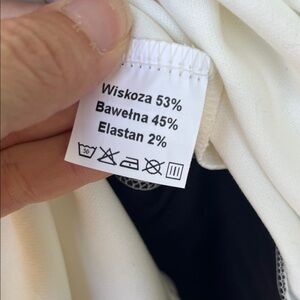 Wiskoza 53%
Bawełna 45%
Elastan 2%